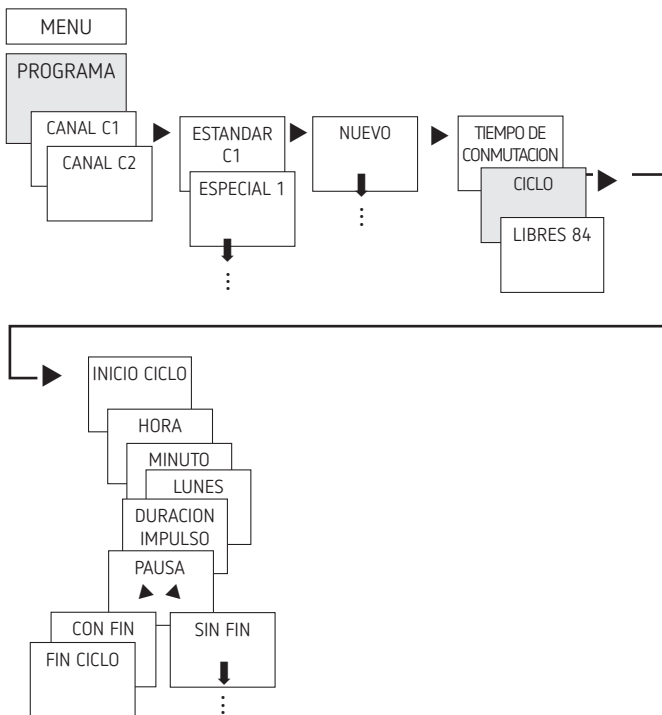 MENU
PROGRAMA
CANAL C1
CANAL C2
ESTANDAR
C1
ESPECIAL 1
NUEVO
TIEMPO DE
CONMUTACION
CICLO
LIBRES 84
INICIO CICLO
HORA
MINUTO
LUNES
DURACION
IMPULSO
PAUSA
CON FIN
FIN CICLO
SIN FIN